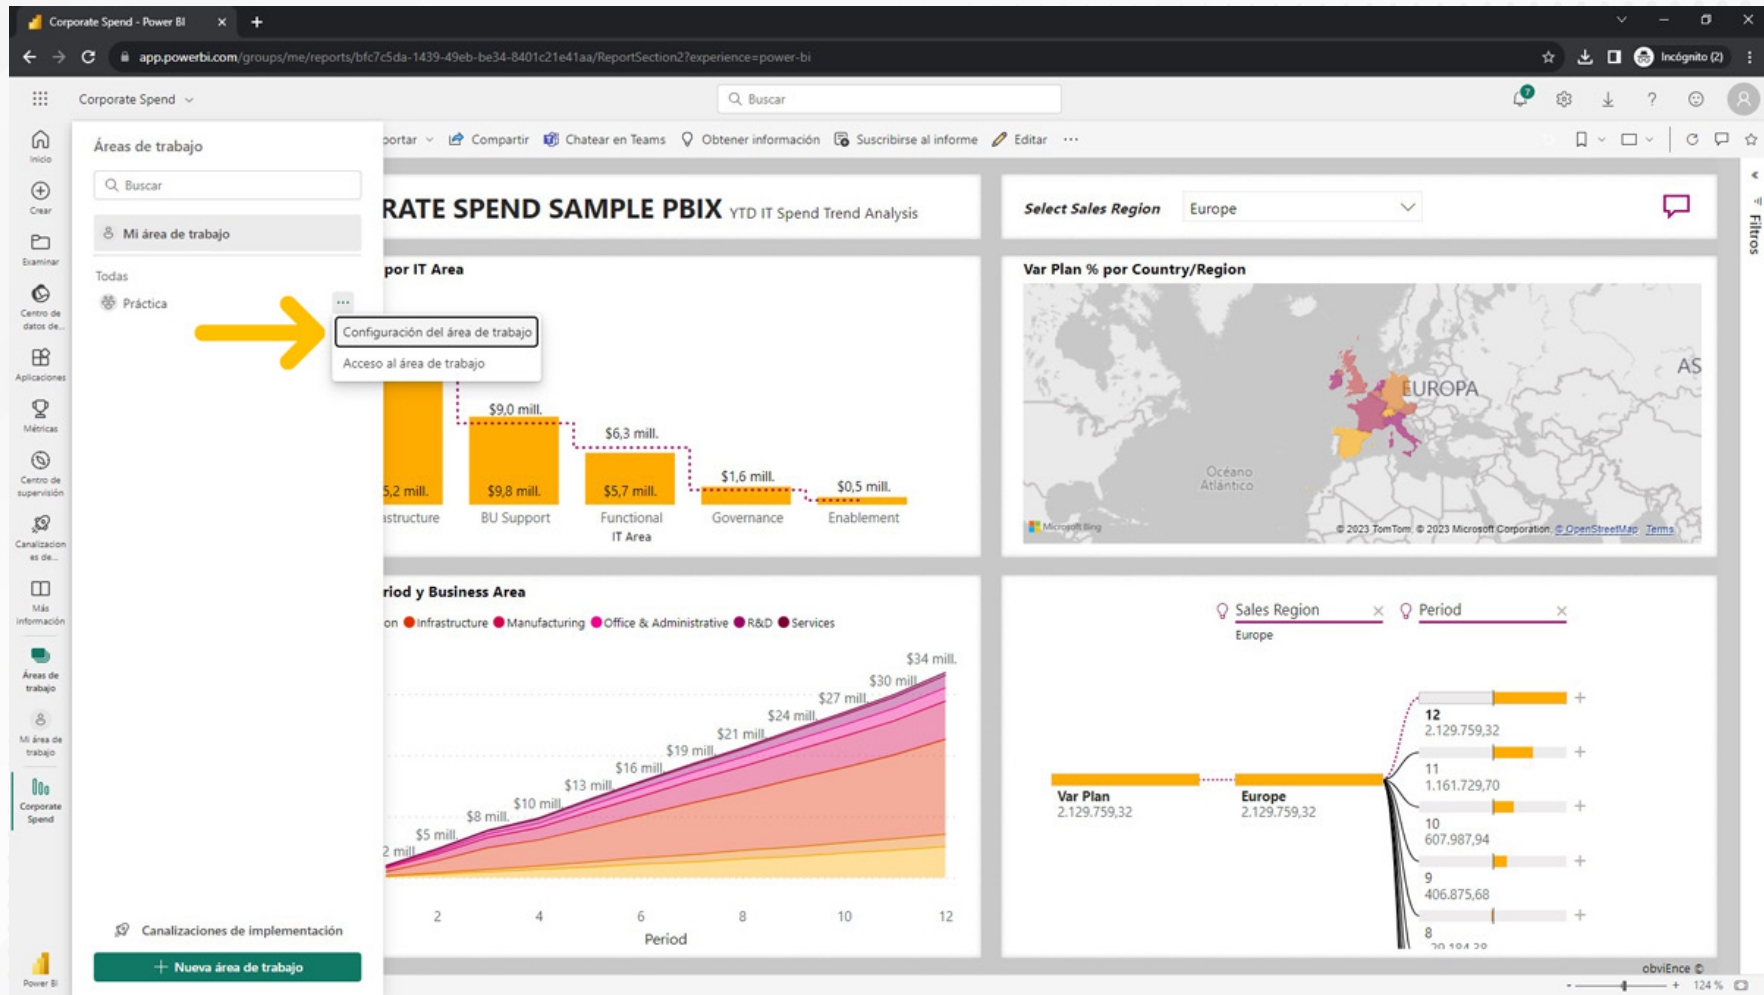 Corporate Spend - Power BI
app.powerbi.com/groups/me/reports/bfc7c5da-1439-49eb-be34-8401c21e41aa/ReportSection2?experience=power-bi
Incógnito (2)
Corporate Spend
Buscar
7
Inicio
Crear
Examinar
Centro de
datos de...
Aplicaciones
Métricas
Centro de
supervisión
Canalizacion
es de...
Más
información
Áreas de
trabajo
Mi área de
trabajo
Corporate
Spend
Power BI
Áreas de trabajo
Buscar
Mi área de trabajo
Todas
Práctica
...
Configuración del área de trabajo
Acceso al área de trabajo
Canalizaciones de implementación
+ Nueva área de trabajo
portar
Compartir
Chatear en Teams
Obtener información
Suscribirse al informe
Editar
...
RATE SPEND SAMPLE PBIX YTD IT Spend Trend Analysis
Select Sales Region Europe
Filtros
por IT Area
$9,0 mill.
$6,3 mill.
$1,6 mill.
$0,5 mill.
5,2 mill.
$9,8 mill.
$5,7 mill.
astructure
BU Support
Functional
Governance
Enablement
IT Area
Var Plan % por Country/Region
AS
EUROPA
Océano
Atlántico
Microsoft Bing
© 2023 TomTom, © 2023 Microsoft Corporation, © OpenStreetMap Terms
riod y Business Area
on Infrastructure Manufacturing Office & Administrative R&D Services
$34 mill.
$30 mill.
$27 mill.
$24 mill.
$21 mill.
$19 mill.
$16 mill.
$13 mill.
$10 mill.
$8 mill.
$5 mill.
2 mill.
2 4 6 8 10 12
Period
Sales Region
Europe
Period
Var Plan
2.129.759,32
Europe
2.129.759,32
12
2.129.759,32
11
1.161.729,70
10
607.987,94
9
406.875,68
8
obviEnce ©
124 %